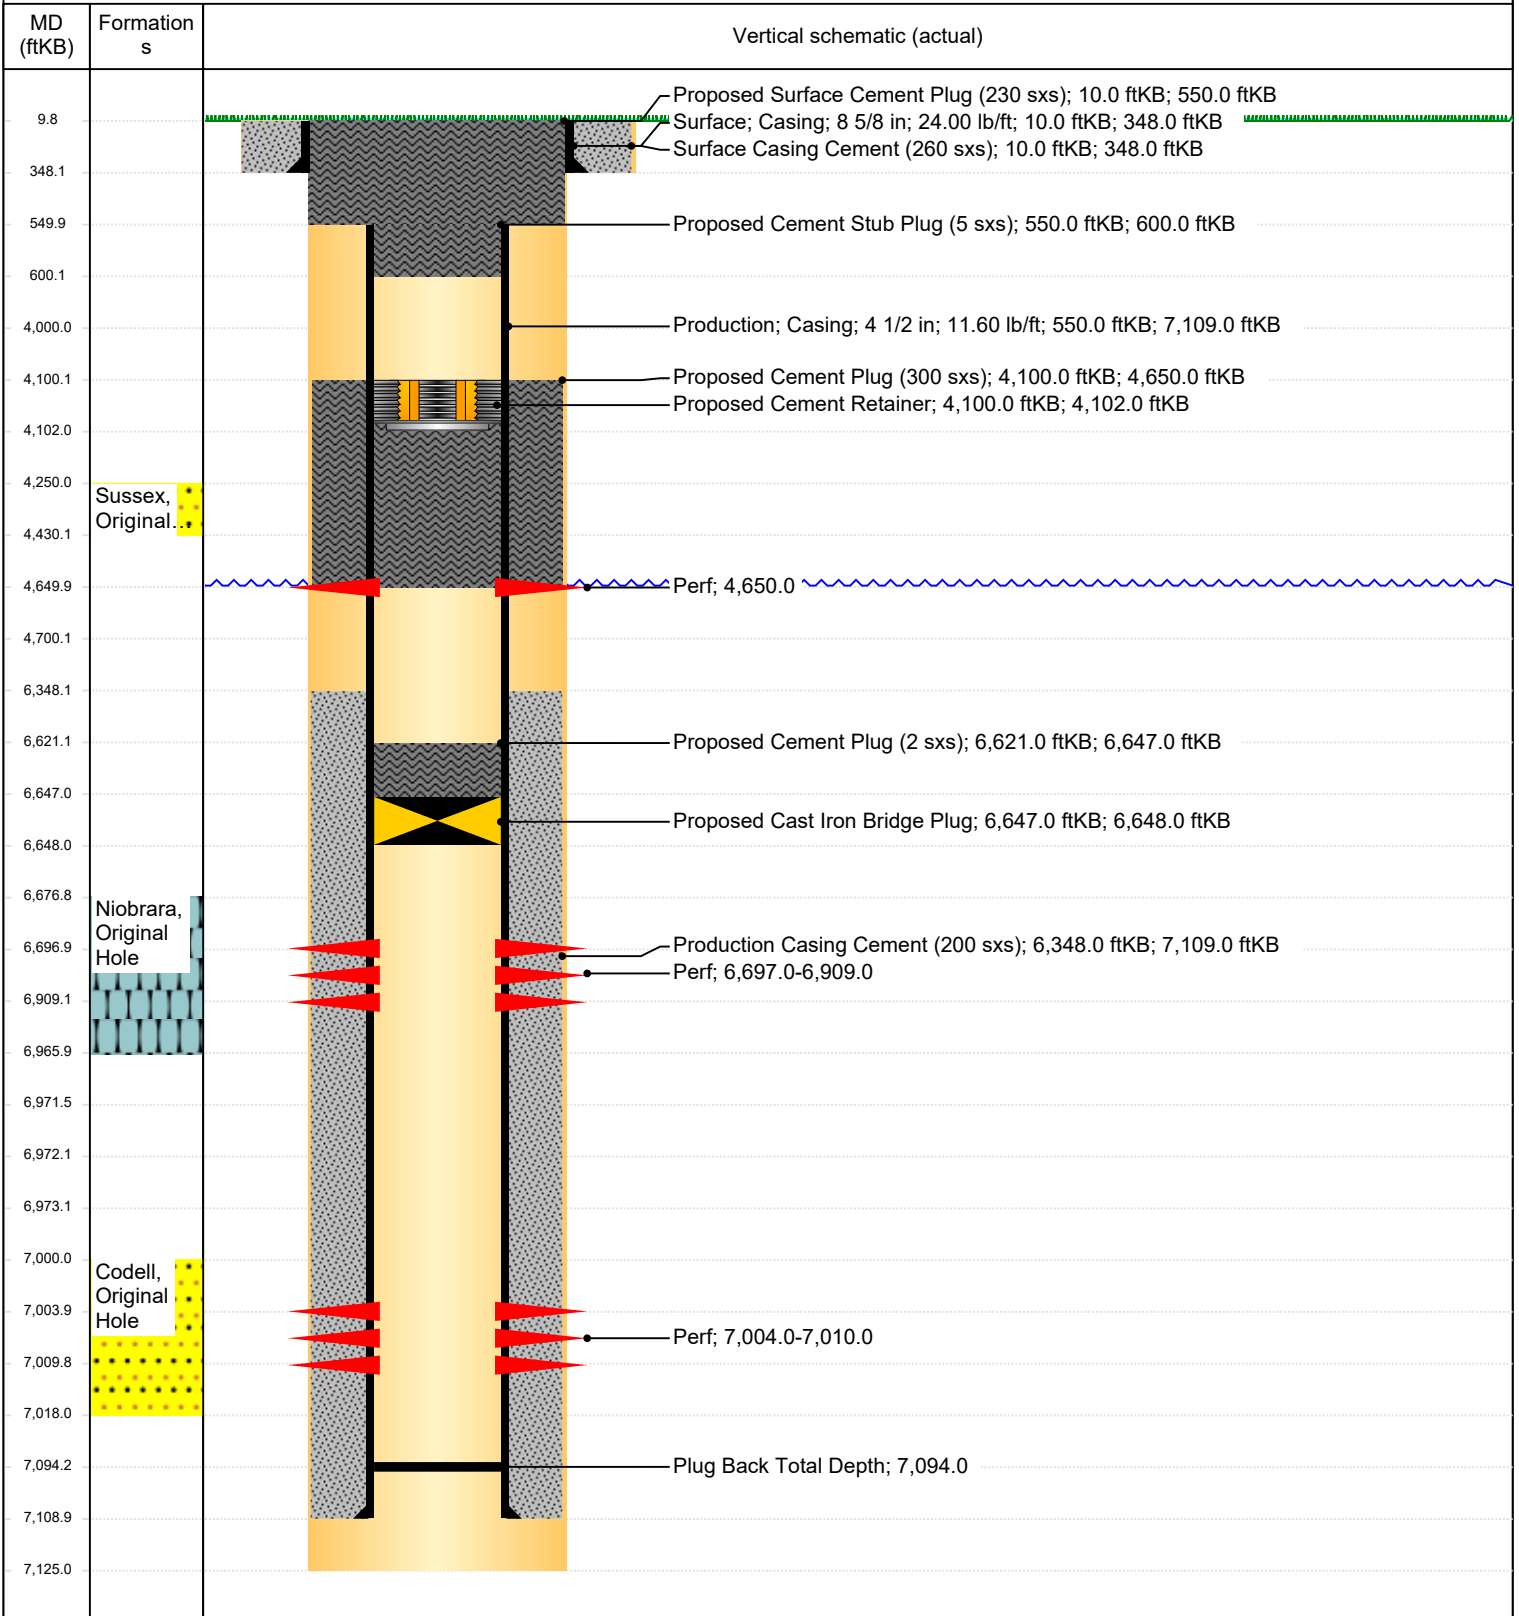 MD
(ftKB)
Formation
s
Vertical schematic (actual)
9.8
Proposed Surface Cement Plug (230 sxs); 10.0 ftKB; 550.0 ftKB
Surface; Casing; 8 5/8 in; 24.00 lb/ft; 10.0 ftKB; 348.0 ftKB
Surface Casing Cement (260 sxs); 10.0 ftKB; 348.0 ftKB
348.1
549.9
Proposed Cement Stub Plug (5 sxs); 550.0 ftKB; 600.0 ftKB
600.1
4,000.0
Production; Casing; 4 1/2 in; 11.60 lb/ft; 550.0 ftKB; 7,109.0 ftKB
4,100.1
Proposed Cement Plug (300 sxs); 4,100.0 ftKB; 4,650.0 ftKB
Proposed Cement Retainer; 4,100.0 ftKB; 4,102.0 ftKB
4,102.0
4,250.0
Sussex,
Original...
4,430.1
4,649.9
Perf; 4,650.0
4,700.1
6,348.1
6,621.1
Proposed Cement Plug (2 sxs); 6,621.0 ftKB; 6,647.0 ftKB
6,647.0
Proposed Cast Iron Bridge Plug; 6,647.0 ftKB; 6,648.0 ftKB
6,648.0
6,676.8
Niobrara,
Original
Hole
6,696.9
Production Casing Cement (200 sxs); 6,348.0 ftKB; 7,109.0 ftKB
Perf; 6,697.0-6,909.0
6,909.1
6,965.9
6,971.5
6,972.1
6,973.1
7,000.0
Codell,
Original
Hole
7,003.9
Perf; 7,004.0-7,010.0
7,009.8
7,018.0
7,094.2
Plug Back Total Depth; 7,094.0
7,108.9
7,125.0